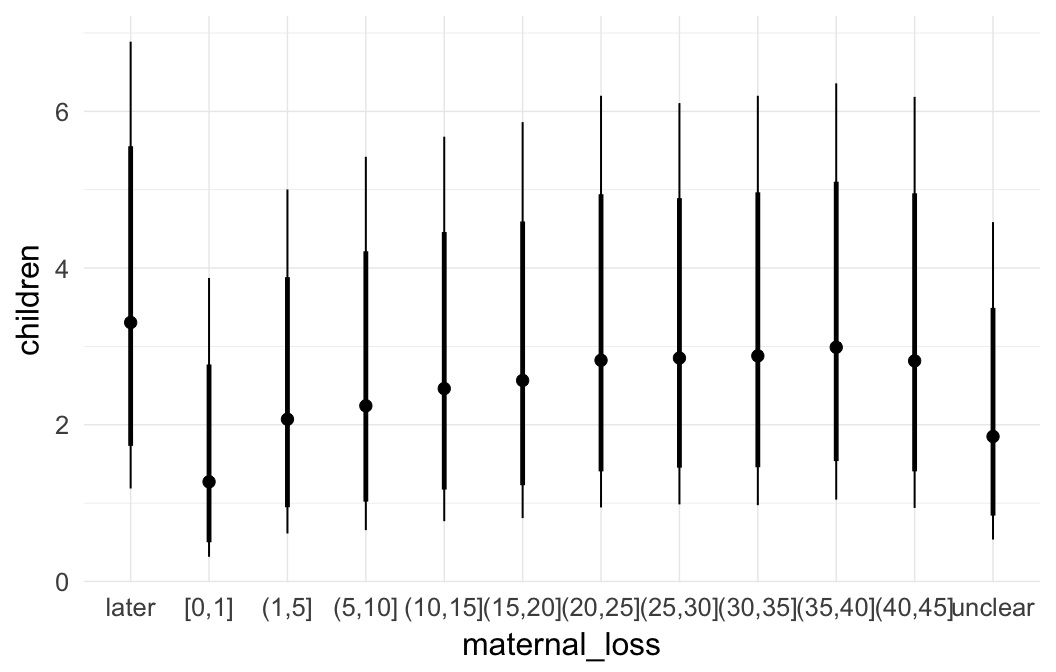 children
6
4
2
0
later [0,1] (1,5] (5,10] (10,15] (15,20] (20,25] (25,30] (30,35] (35,40] (40,45] unclear
maternal_loss